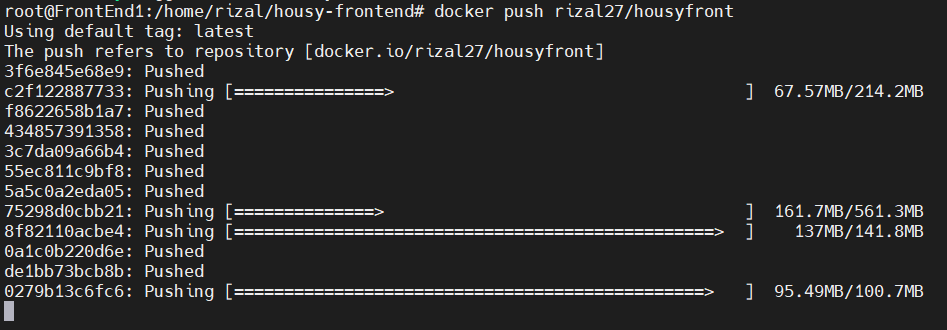 root@FrontEnd1:/home/rizal/housy-frontend# docker push rizal27/housyfront
Using default tag: latest
The push refers to repository [docker.io/rizal27/housyfront]
3f6e845e68e9: Pushed
c2f122887733: Pushing [===============>                                   ]  67.57MB/214.2MB
f8622658b1a7: Pushed
434857391358: Pushed
3c7da09a66b4: Pushed
55ec811c9bf8: Pushed
5a5c0a2eda05: Pushed
75298d0cbb21: Pushing [==============>                                    ]  161.7MB/561.3MB
8f82110acbe4: Pushing [================================================>  ]    137MB/141.8MB
0a1c0b220d6e: Pushed
de1bb73bcb8b: Pushed
0279b13c6fc6: Pushing [===============================================>   ]  95.49MB/100.7MB